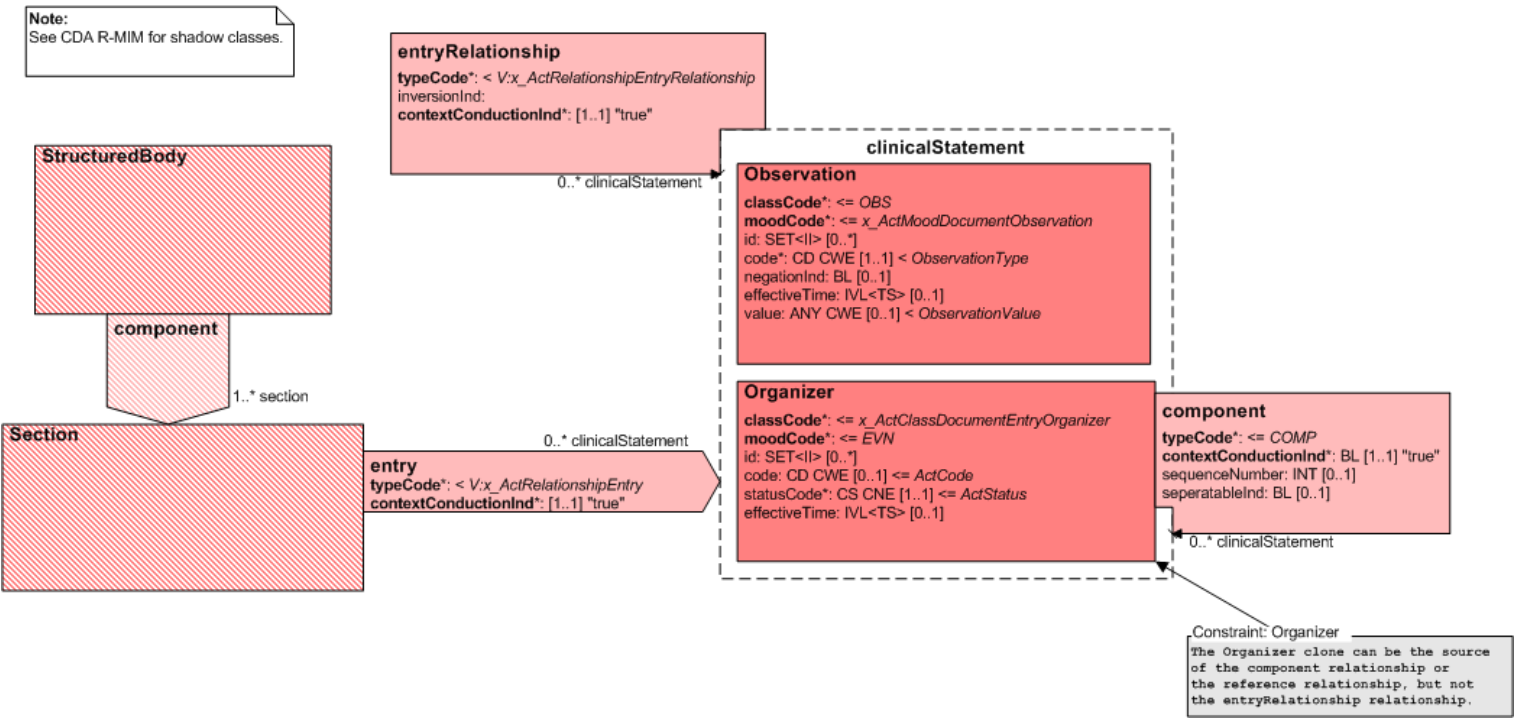 Note:
See CDA R-MIM for shadow classes.
entryRelationship
typeCode*: < V:x_ActRelationshipEntryRelationship
inversionInd:
contextConductionInd*: [1..1] "true"
0..* clinicalStatement
StructuredBody
component
1..* section
Section
entry
typeCode*: < V:x_ActRelationshipEntry
contextConductionInd*: [1..1] "true"
0..* clinicalStatement
clinicalStatement
Observation
classCode*: <= OBS
moodCode*: <= x_ActMoodDocumentObservation
id: SET<II> [0..*]
code*: CD CWE [1..1] < ObservationType
negationInd: BL [0..1]
effectiveTime: IVL<TS> [0..1]
value: ANY CWE [0..1] < ObservationValue
Organizer
classCode*: <= x_ActClassDocumentEntryOrganizer
moodCode*: <= EVN
id: SET<II> [0..*]
code: CD CWE [0..1] <= ActCode
statusCode*: CS CNE [1..1] <= ActStatus
effectiveTime: IVL<TS> [0..1]
component
typeCode*: <= COMP
contextConductionInd*: BL [1..1] "true"
sequenceNumber: INT [0..1]
seperatableInd: BL [0..1]
0..* clinicalStatement
Constraint: Organizer
The Organizer clone can be the source
of the component relationship or
the reference relationship, but not
the entryRelationship relationship.